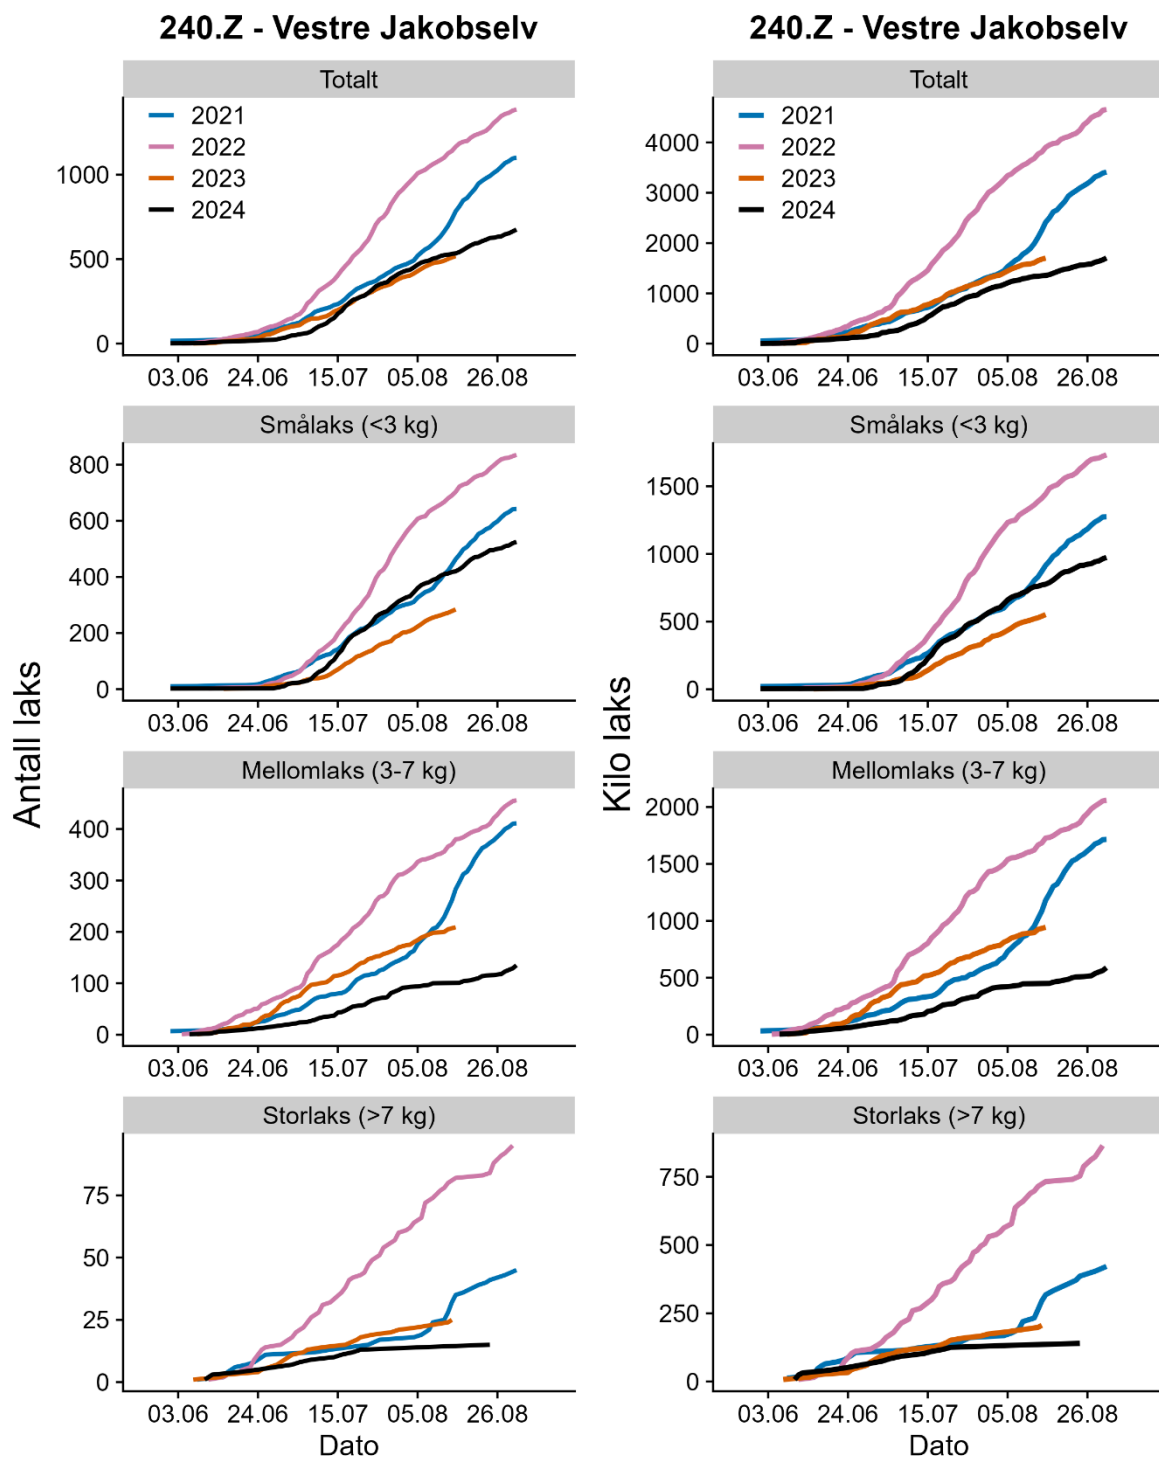 240.Z - Vestre Jakobselv
Totalt
2021
2022
2023
2024
1000
500
0
03.06 24.06 15.07 05.08 26.08
Smålaks (<3 kg)
800
600
400
200
0
03.06 24.06 15.07 05.08 26.08
Mellomlaks (3-7 kg)
400
300
200
100
0
03.06 24.06 15.07 05.08 26.08
Storlaks (>7 kg)
75
50
25
0
03.06 24.06 15.07 05.08 26.08
Antall laks
Dato
240.Z - Vestre Jakobselv
Totalt
2021
2022
2023
2024
4000
3000
2000
1000
0
03.06 24.06 15.07 05.08 26.08
Smålaks (<3 kg)
1500
1000
500
0
03.06 24.06 15.07 05.08 26.08
Mellomlaks (3-7 kg)
2000
1500
1000
500
0
03.06 24.06 15.07 05.08 26.08
Storlaks (>7 kg)
750
500
250
0
03.06 24.06 15.07 05.08 26.08
Kilo laks
Dato